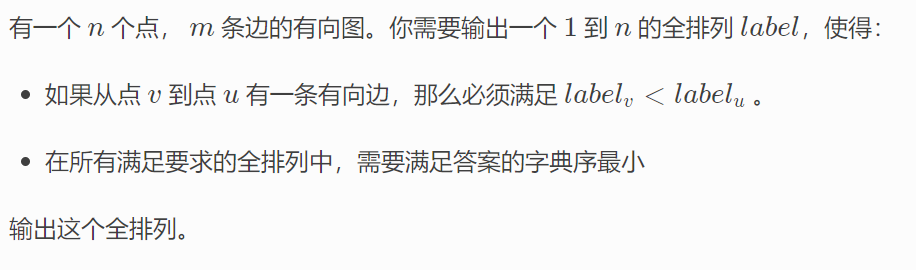 有一个 n 个点， m 条边的有向图。你需要输出一个 1 到 n 的全排列 label，使得：
• 如果从点 v 到点 u 有一条有向边，那么必须满足 label_v < label_u 。
• 在所有满足要求的全排列中，需要满足答案的字典序最小
输出这个全排列。